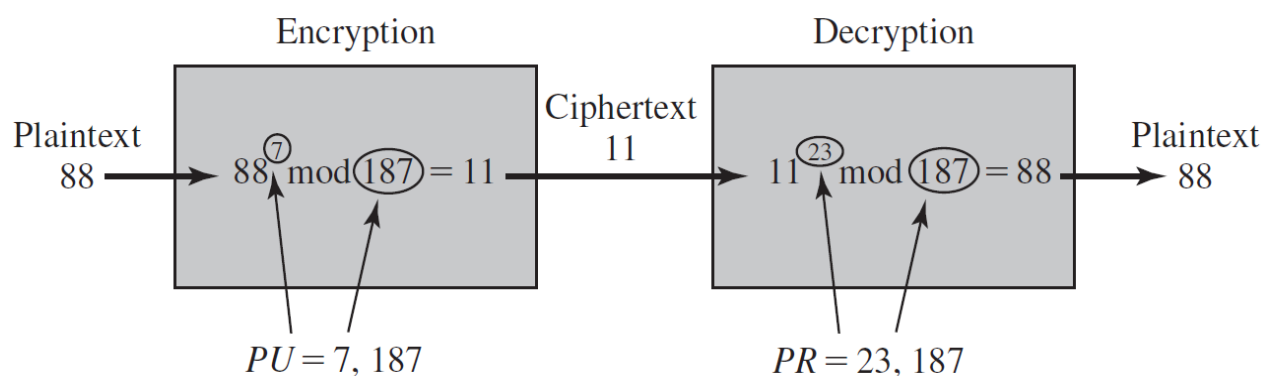 Encryption
Decryption
Plaintext
88
88^7 mod 187 = 11
Ciphertext
11
11^23 mod 187 = 88
Plaintext
88
PU = 7, 187
PR = 23, 187